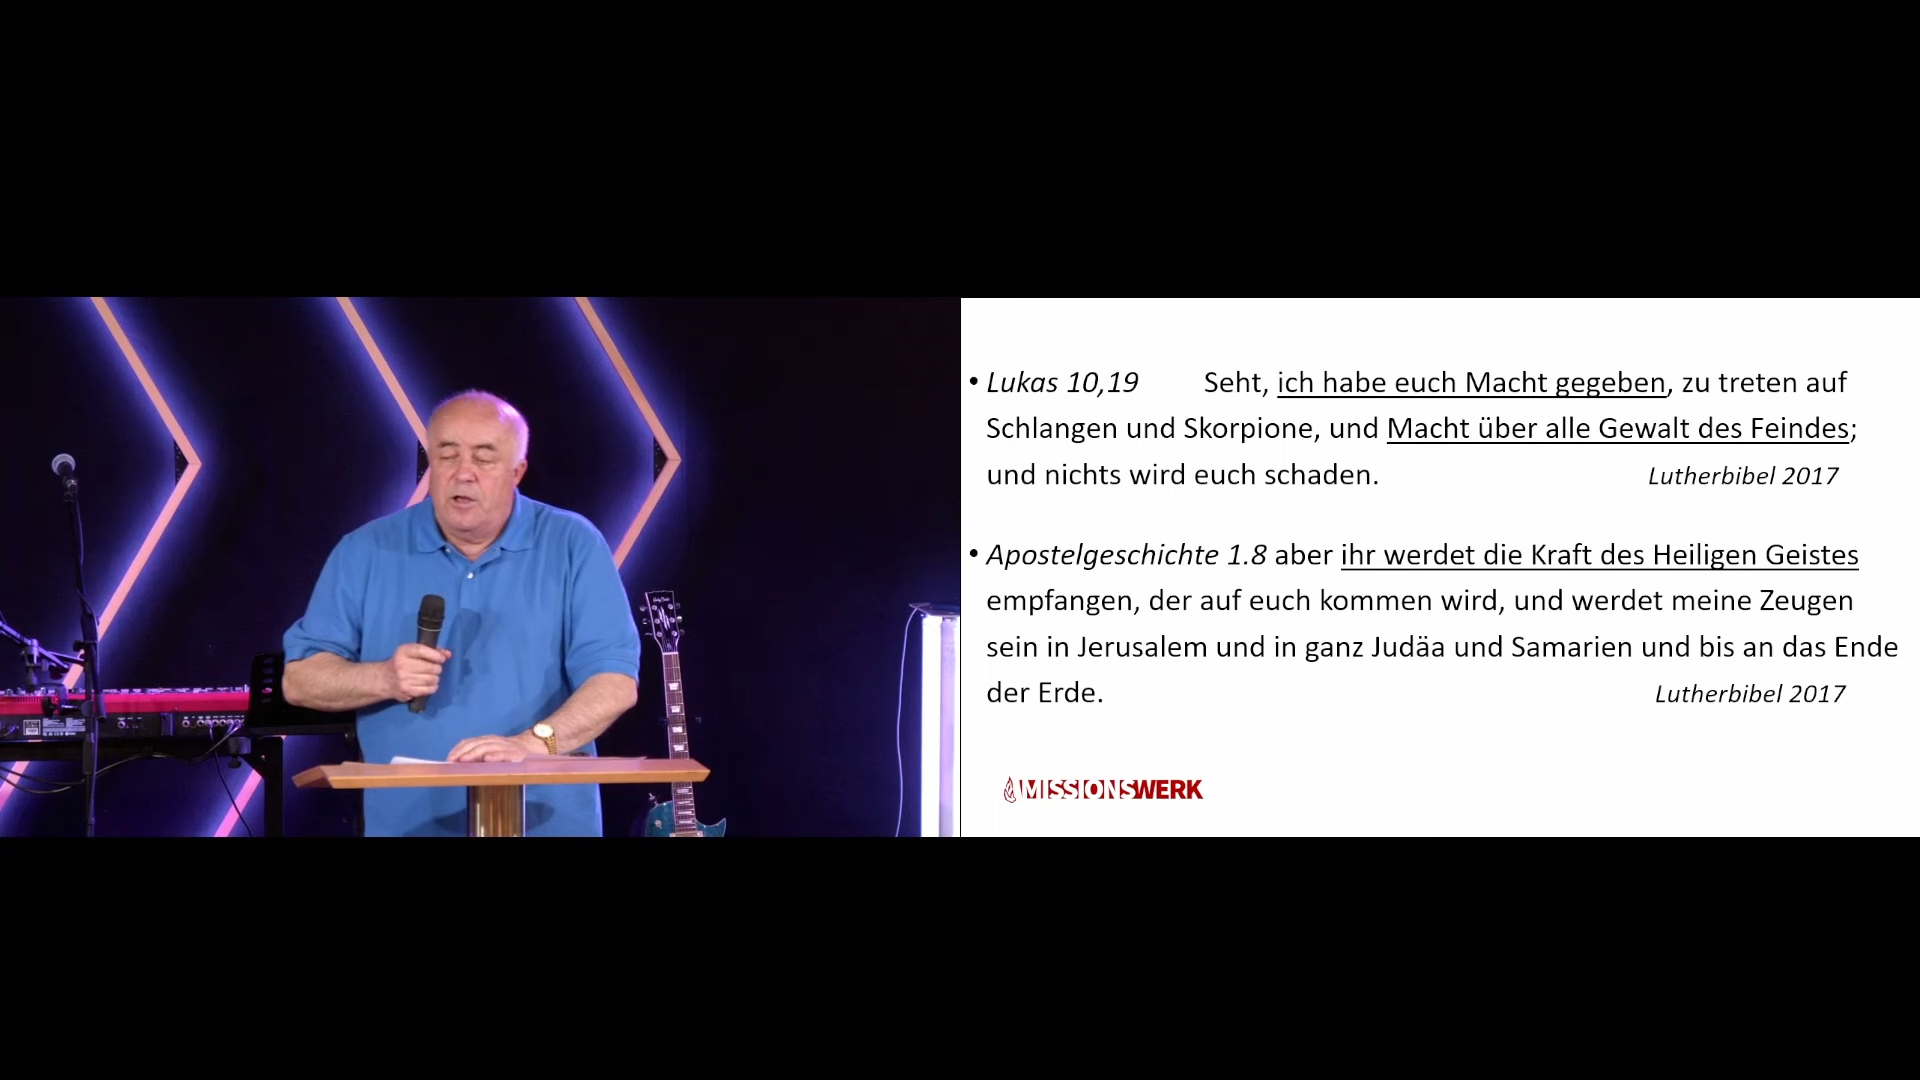 • Lukas 10,19 Seht, ich habe euch Macht gegeben, zu treten auf
Schlangen und Skorpione, und Macht über alle Gewalt des Feindes;
und nichts wird euch schaden. Lutherbibel 2017
• Apostelgeschichte 1.8 aber ihr werdet die Kraft des Heiligen Geistes
empfangen, der auf euch kommen wird, und werdet meine Zeugen
sein in Jerusalem und in ganz Judäa und Samarien und bis an das Ende
der Erde. Lutherbibel 2017
MISSIONSWERK